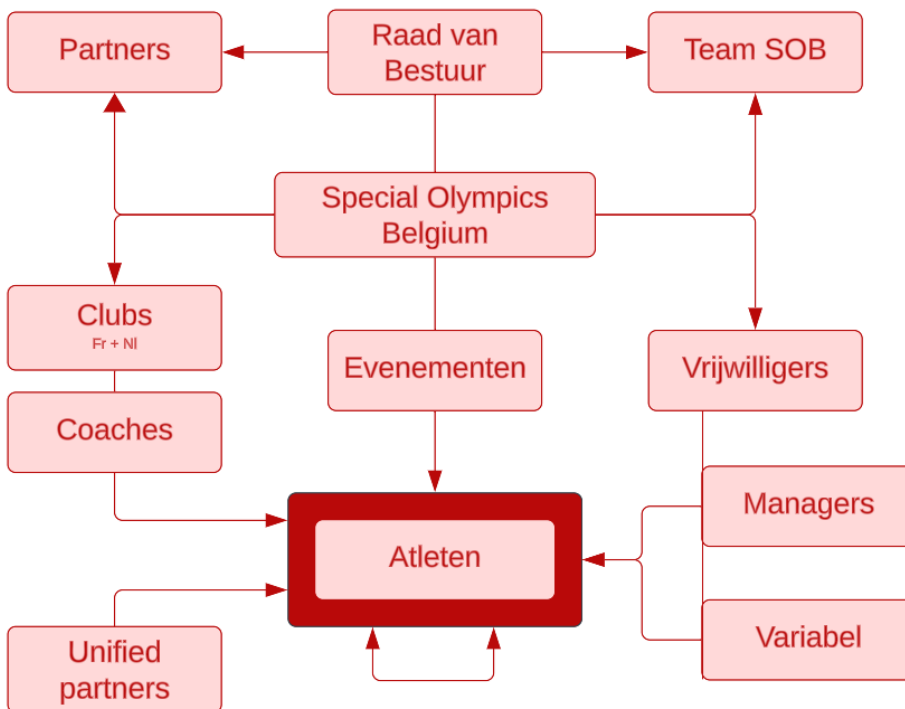 Partners
Raad van
Bestuur
Team SOB
Special Olympics
Belgium
Clubs
Fr + Nl
Evenementen
Vrijwilligers
Coaches
Managers
Atleten
Unified
partners
Variabel